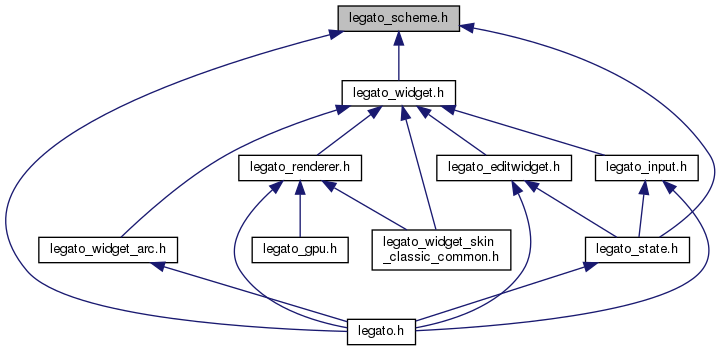 legato_scheme.h
legato_widget.h
legato_renderer.h
legato_editwidget.h
legato_input.h
legato_widget_arc.h
legato_gpu.h
legato_widget_skin
_classic_common.h
legato_state.h
legato.h